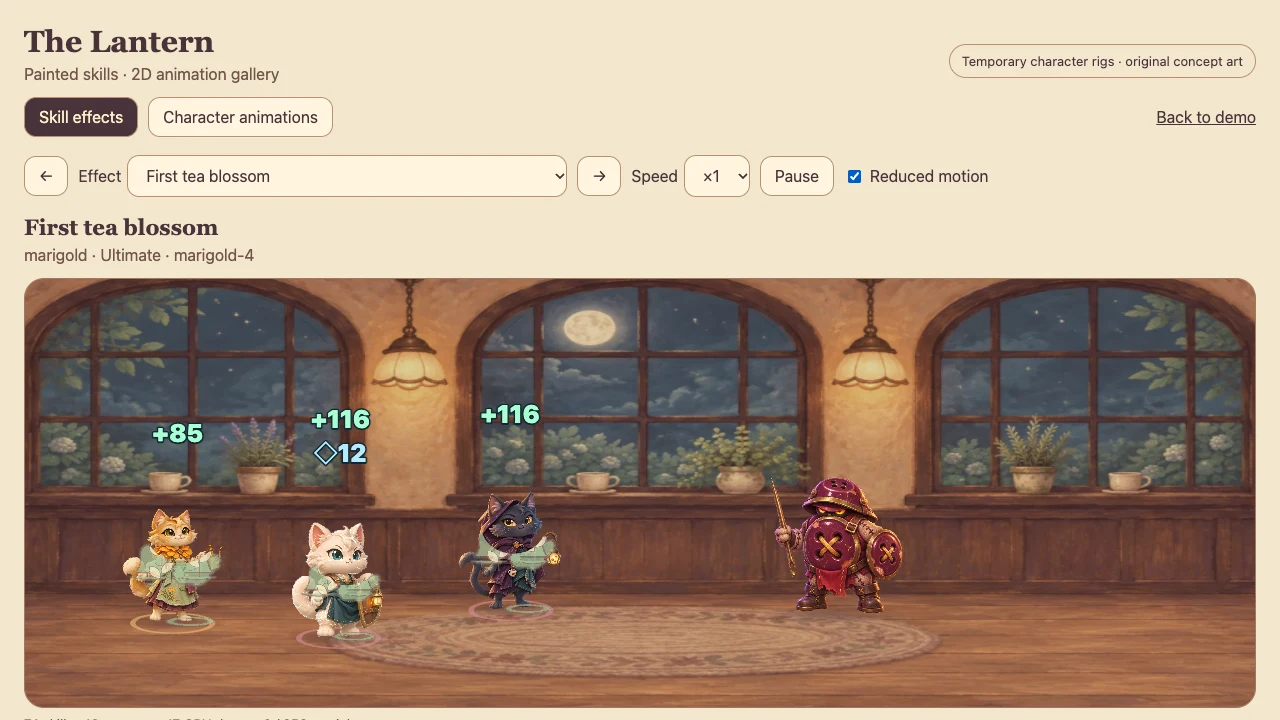 The Lantern
Painted skills · 2D animation gallery
Temporary character rigs · original concept art
Skill effects
Character animations
Back to demo
← Effect First tea blossom → Speed ×1 Pause Reduced motion
First tea blossom
marigold · Ultimate · marigold-4
+85
+116
◇12
+116